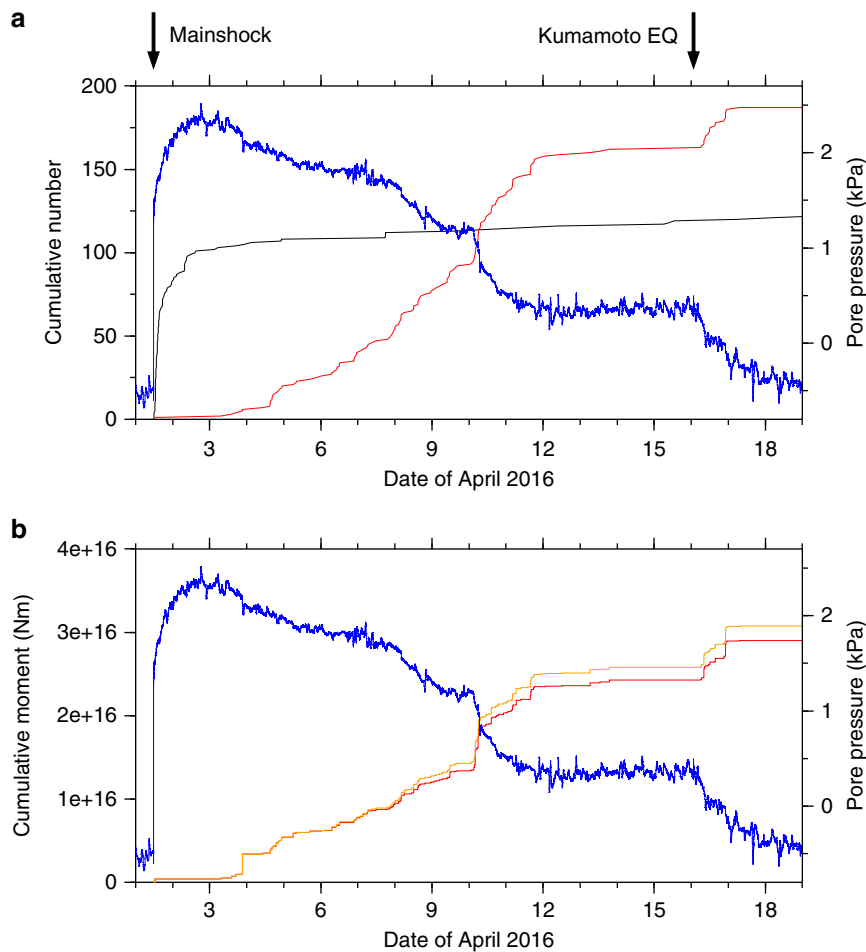 a
Mainshock
Kumamoto EQ
200
150
100
50
0
Cumulative number
2
1
0
Pore pressure (kPa)
3 6 9 12 15 18
Date of April 2016
b
4e+16
3e+16
2e+16
1e+16
0
Cumulative moment (Nm)
2
1
0
Pore pressure (kPa)
3 6 9 12 15 18
Date of April 2016